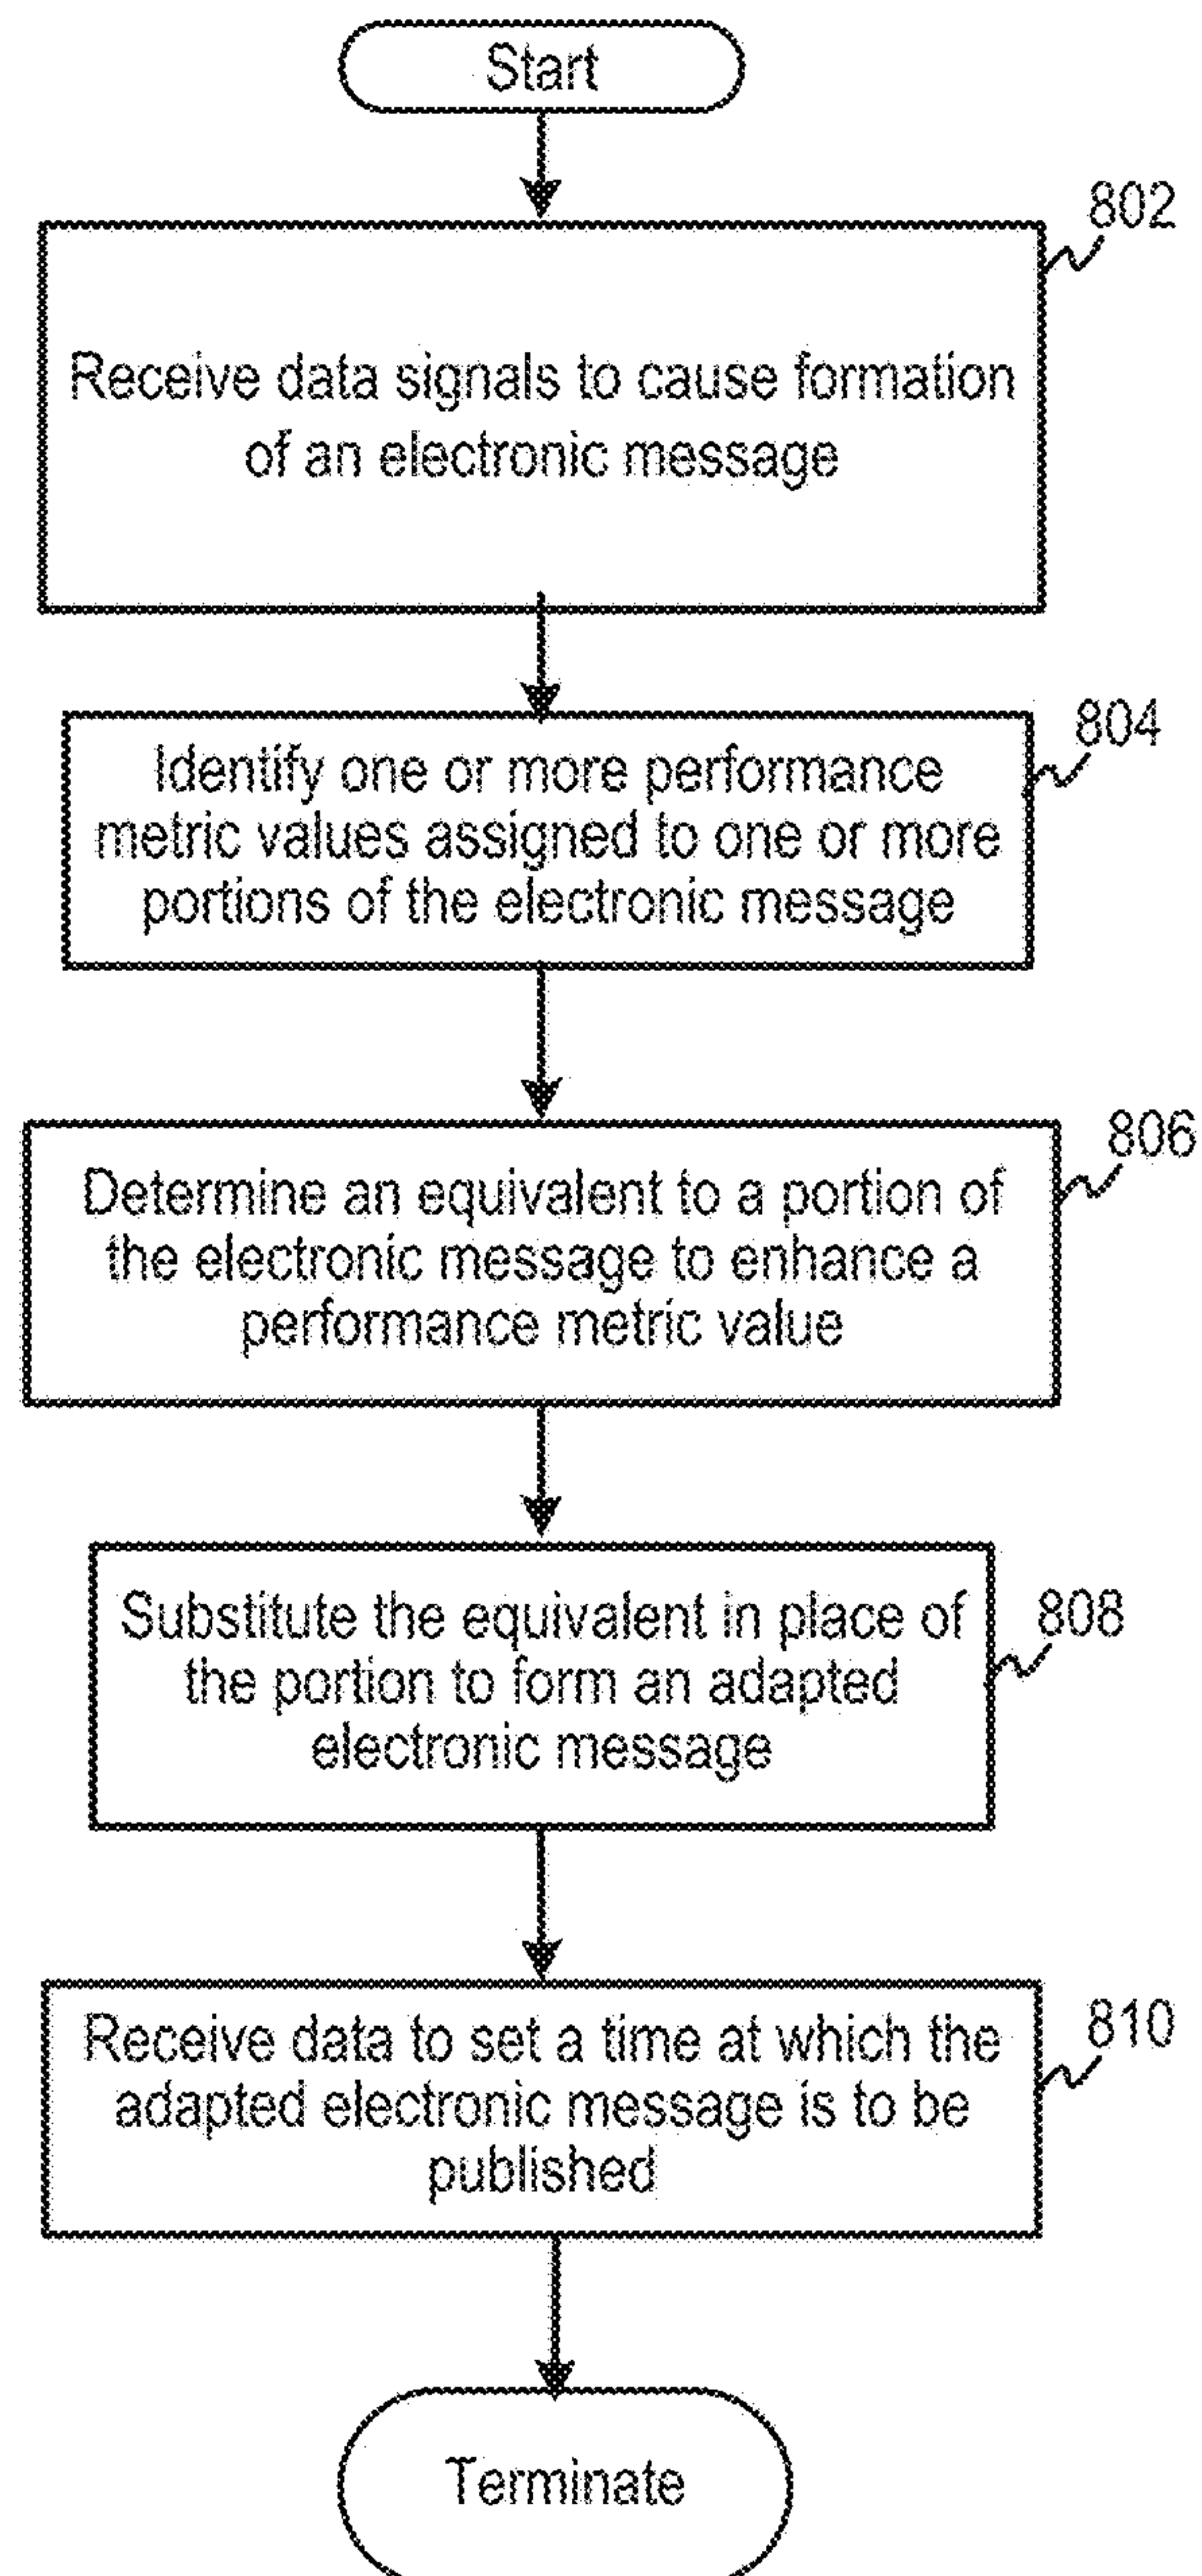 Start
802
Receive data signals to cause formation
of an electronic message
804
Identify one or more performance
metric values assigned to one or more
portions of the electronic message
806
Determine an equivalent to a portion of
the electronic message to enhance a
performance metric value
808
Substitute the equivalent in place of
the portion to form an adapted
electronic message
810
Receive data to set a time at which the
adapted electronic message is to be
published
Terminate